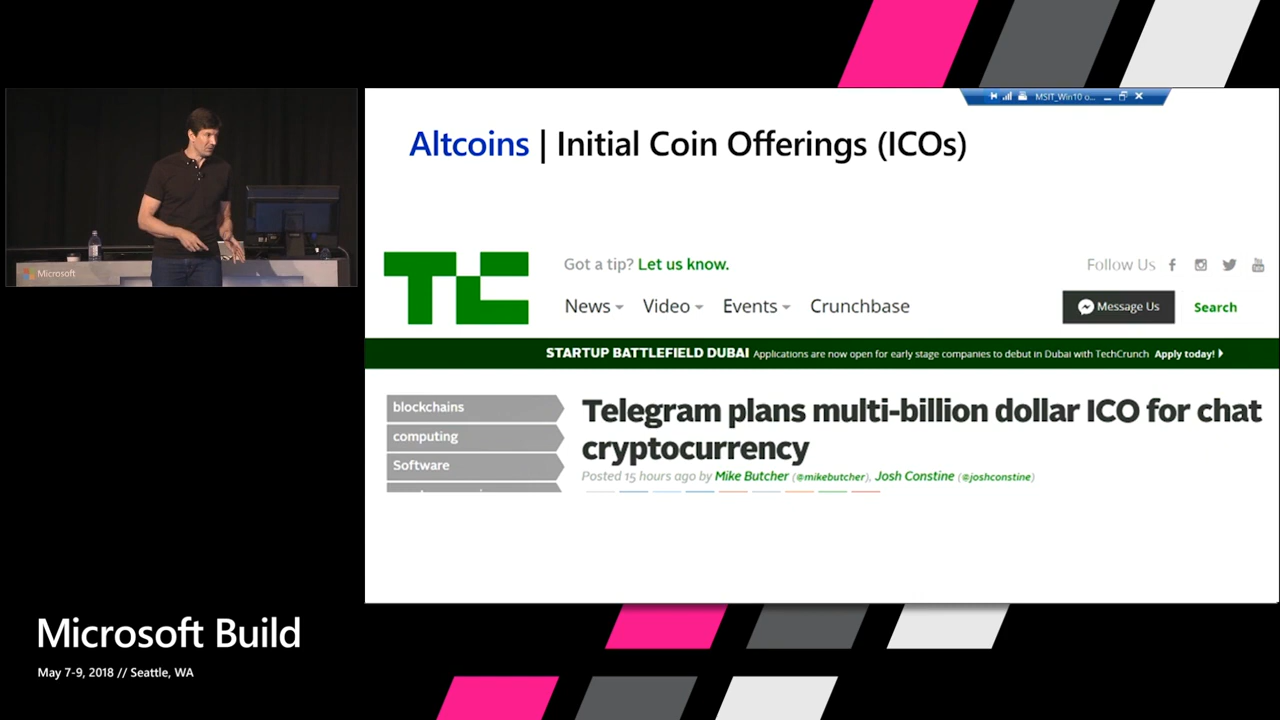 MSIT_Win10 o...
Altcoins | Initial Coin Offerings (ICOs)
TC
Got a tip? Let us know.
Follow Us
News Video Events Crunchbase
Message Us
Search
STARTUP BATTLEFIELD DUBAI Applications are now open for early stage companies to debut in Dubai with TechCrunch Apply today!
blockchains
computing
Software
Telegram plans multi-billion dollar ICO for chat
cryptocurrency
Posted 15 hours ago by Mike Butcher (@mikebutcher), Josh Constine (@joshconstine)
Microsoft
Microsoft Build
May 7-9, 2018 // Seattle, WA